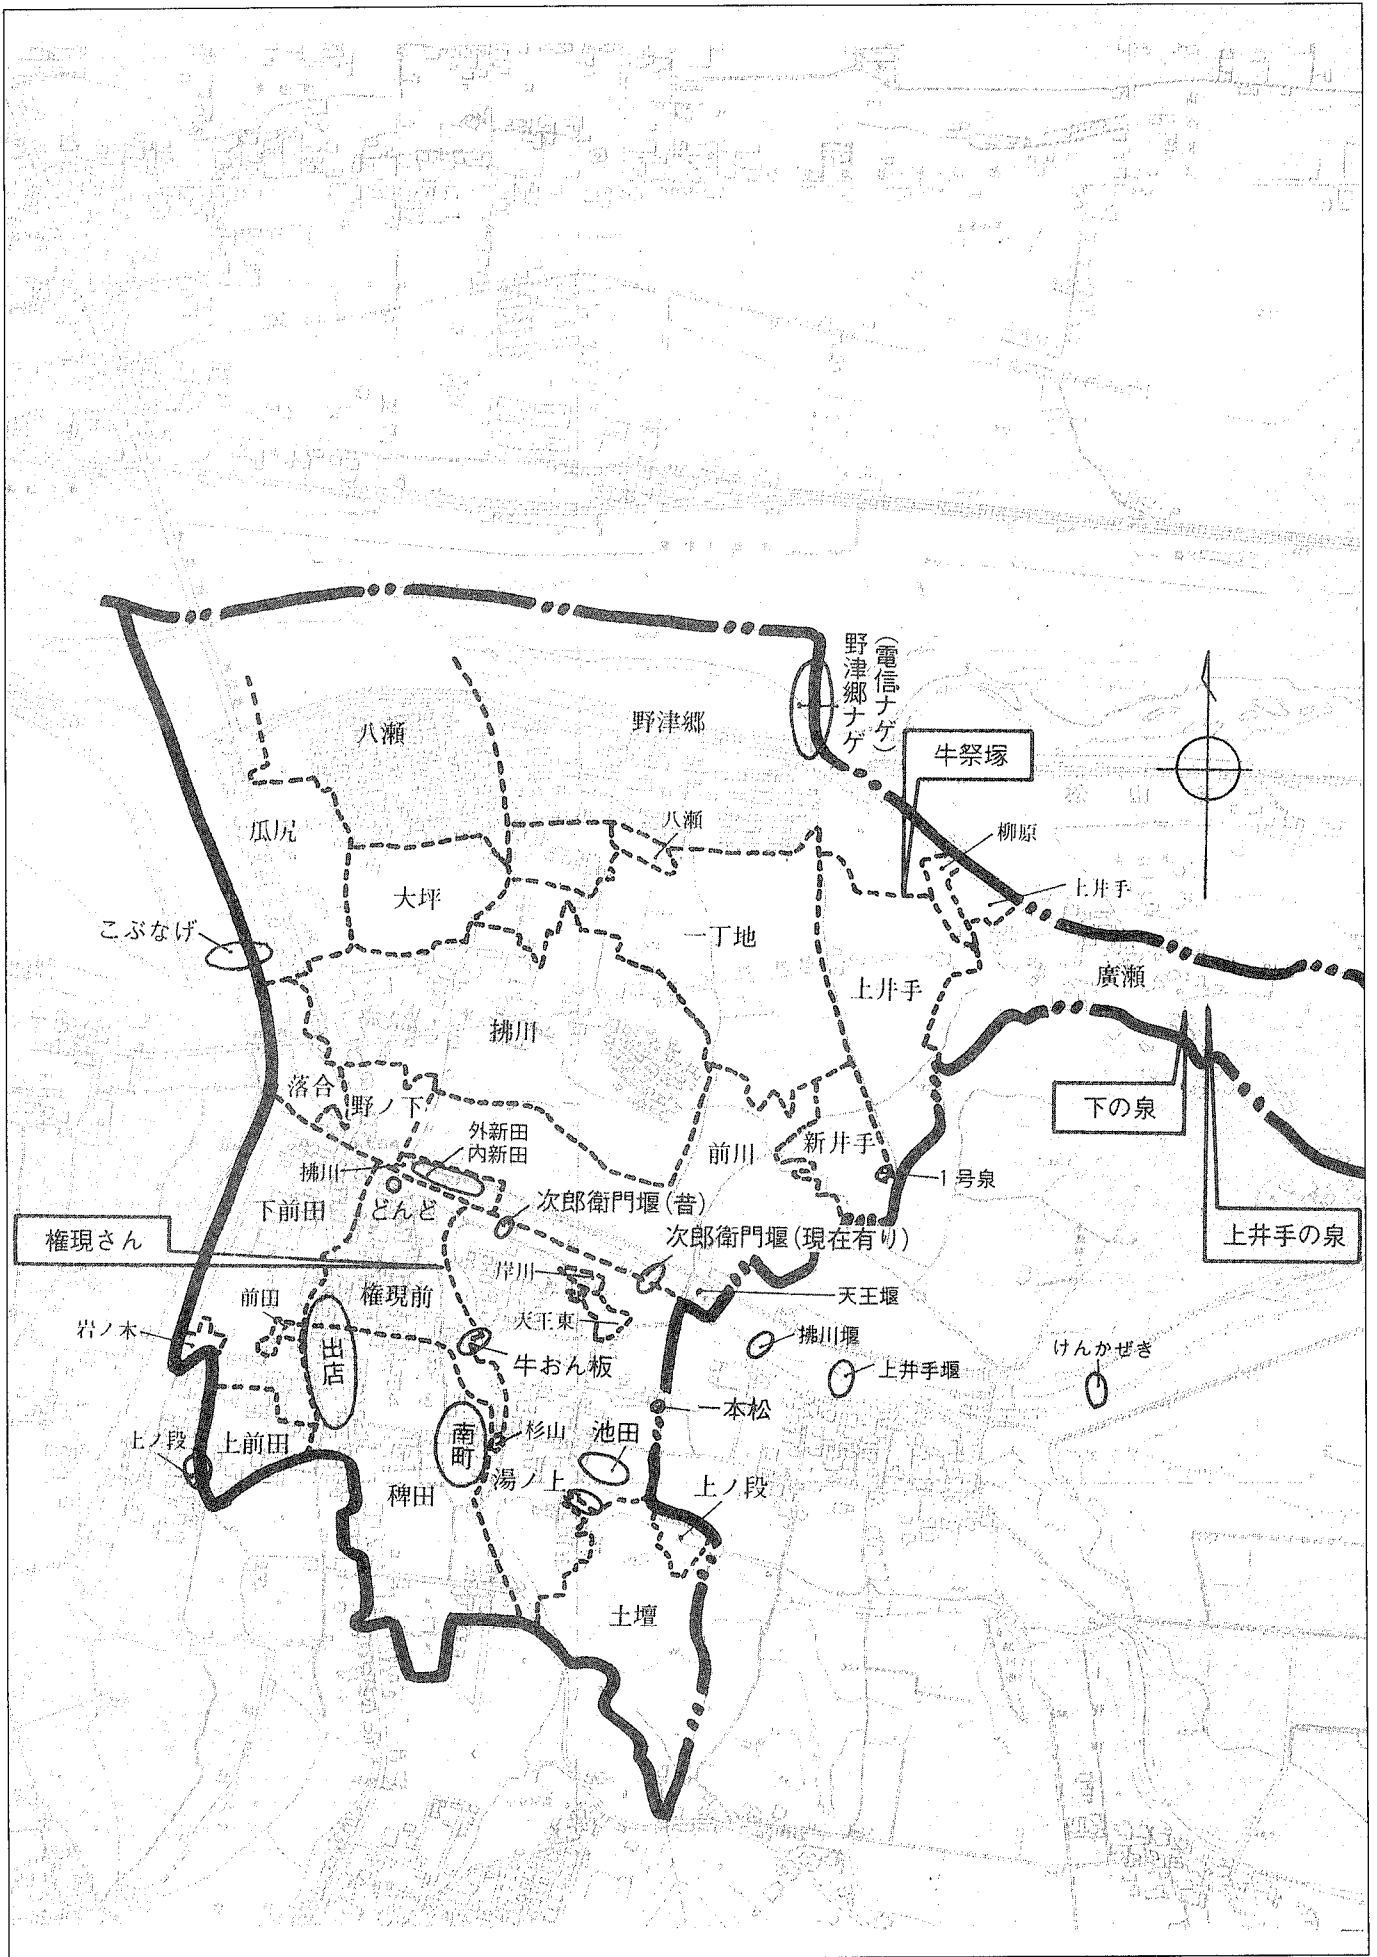 (電信ナゲ)
野津郷ナゲ
八瀬
野津郷
牛祭塚
松山
瓜尻
八瀬
柳原
大坪
上井手
こぶなげ
一丁地
廣瀬
上井手
拂川
落合
野ノ下
下の泉
外新田
内新田
前川
新井手
拂川
1号泉
下前田
どんど
次郎衛門堰(昔)
権現さん
次郎衛門堰(現在有り)
上井手の泉
岸川
前田
権現前
天王堰
岩ノ木
天王東
拂川堰
出店
牛おん板
上井手堰
けんかぜき
一本松
上ノ段
上前田
南町
杉山
池田
稗田
湯ノ上
上ノ段
土壇